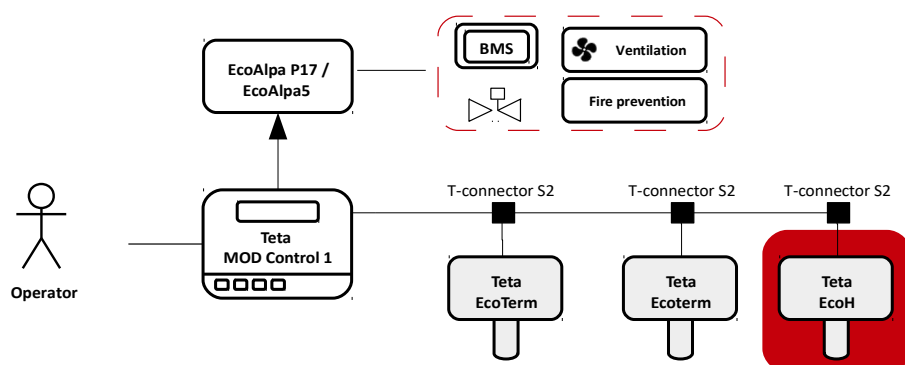 BMS
Ventilation
EcoAlpa P17 /
EcoAlpa5
Fire prevention
T-connector S2
T-connector S2
T-connector S2
Teta
MOD Control 1
Operator
Teta
EcoTerm
Teta
Ecoterm
Teta
EcoH